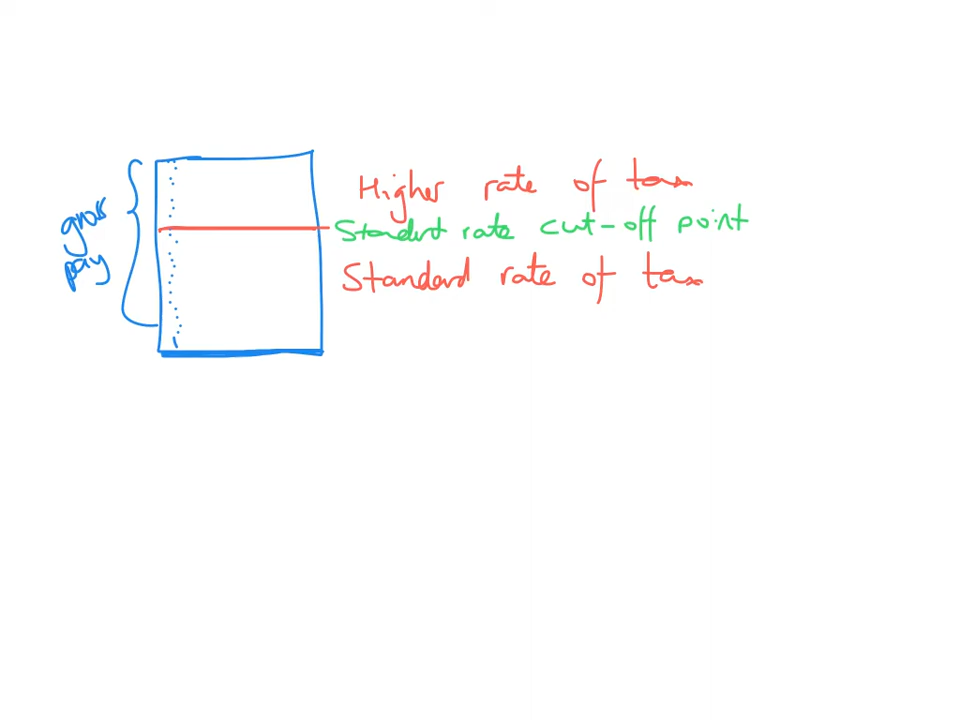 gross
pay
Higher rate of tax
Standard rate cut-off point
Standard rate of tax